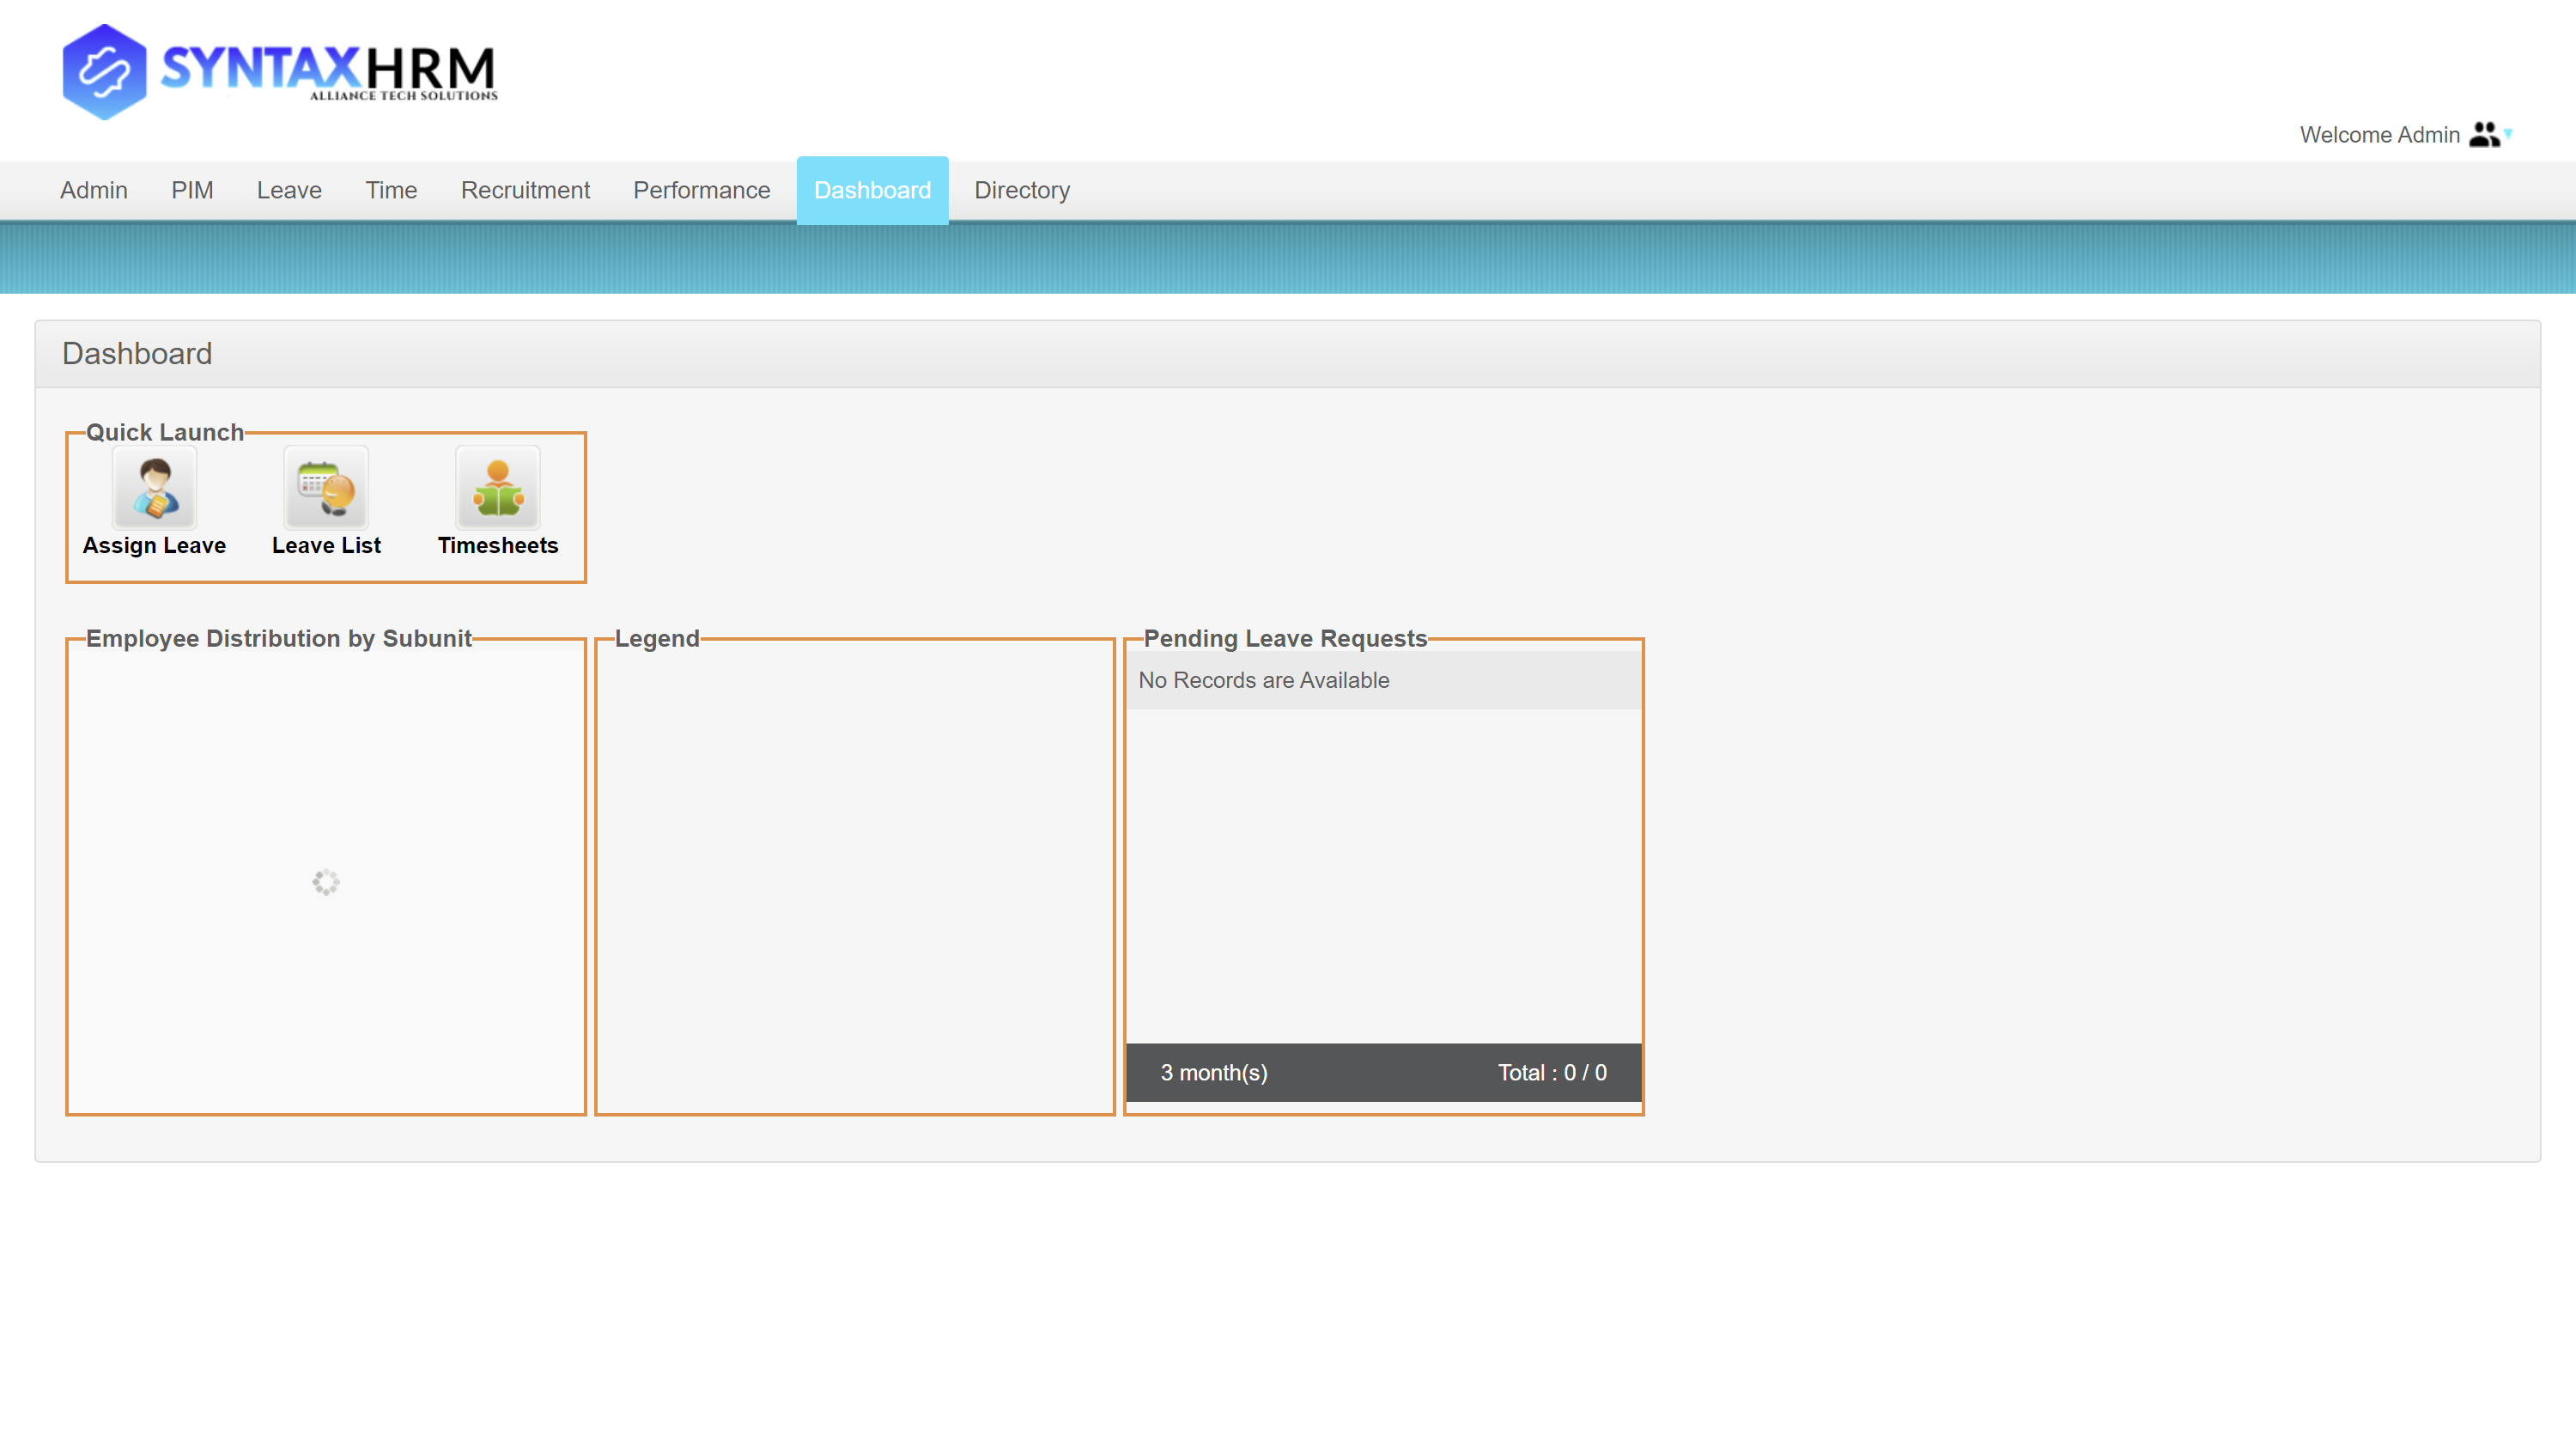 SYNTAXHRM
ALLIANCE TECH SOLUTIONS
Welcome Admin
Admin PIM Leave Time Recruitment Performance Dashboard Directory
Dashboard
Quick Launch
Assign Leave Leave List Timesheets
Employee Distribution by Subunit Legend Pending Leave Requests
No Records are Available
3 month(s) Total : 0 / 0